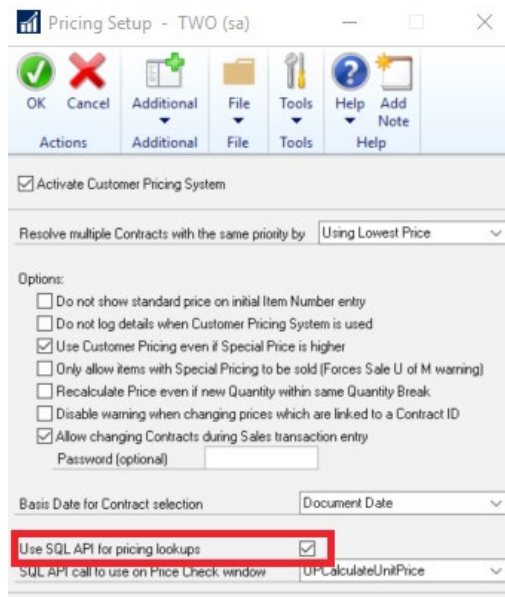 Pricing Setup - TWO (sa)
OK Cancel Additional File Tools Help Add Note
Actions Additional File Tools Help
Activate Customer Pricing System
Resolve multiple Contracts with the same priority by Using Lowest Price
Options:
Do not show standard price on initial Item Number entry
Do not log details when Customer Pricing System is used
Use Customer Pricing even if Special Price is higher
Only allow items with Special Pricing to be sold (Forces Sale U of M warning)
Recalculate Price even if new Quantity within same Quantity Break
Disable warning when changing prices which are linked to a Contract ID
Allow changing Contracts during Sales transaction entry
Password (optional)
Basis Date for Contract selection Document Date
Use SQL API for pricing lookups
SQL API call to use on Price Check window UPCalculateUnitPrice